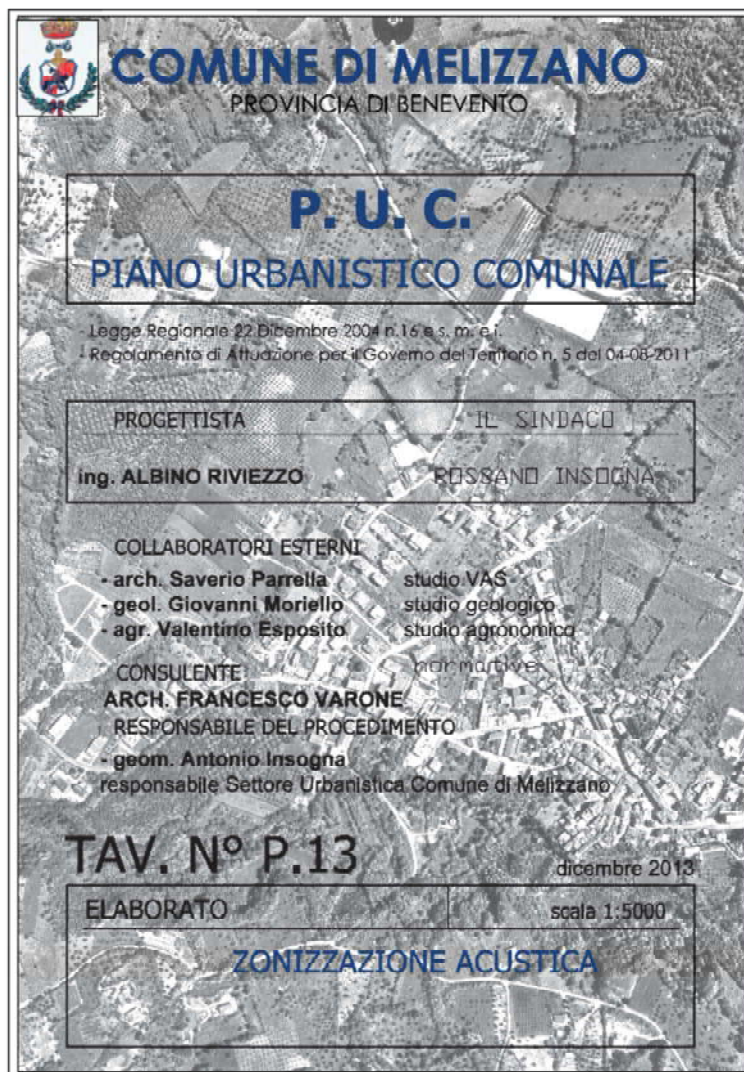 COMUNE DI MELIZZANO
PROVINCIA DI BENEVENTO
P. U. C.
PIANO URBANISTICO COMUNALE
- Legge Regionale 22 Dicembre 2004 n.16 e s. m. e i.
- Regolamento di Attuazione per il Governo del Territorio n. 5 del 04-08-2011
PROGETTISTA IL SINDACO
ing. ALBINO RIVIEZZO ROSSANO INSOGNA
COLLABORATORI ESTERNI
- arch. Saverio Parrella studio VAS
- geol. Giovanni Moriello studio geologico
- agr. Valentino Esposito studio agronomico
CONSULENTE normative
ARCH. FRANCESCO VARONE
RESPONSABILE DEL PROCEDIMENTO
- geom. Antonio Insogna
responsabile Settore Urbanistica Comune di Melizzano
TAV. N° P.13 dicembre 2013
ELABORATO scala 1:5000
ZONIZZAZIONE ACUSTICA